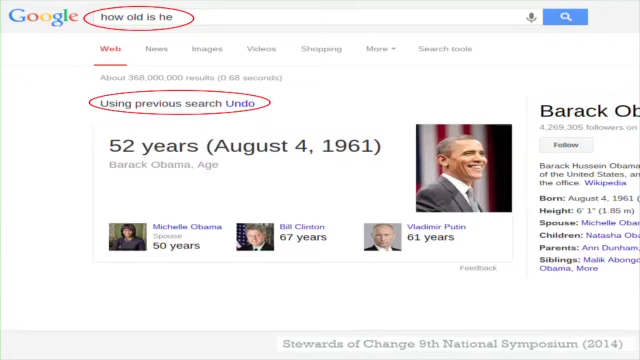 Google
how old is he
Web News Images Videos Shopping More Search tools
About 368,000,000 results (0.68 seconds)
Using previous search Undo
52 years (August 4, 1961)
Barack Obama, Age
Michelle Obama
Spouse
50 years
Bill Clinton
67 years
Vladimir Putin
61 years
Feedback
Barack Ob
4,269,305 followers on
Follow
Barack Hussein Obama
of the United States, an
the office. Wikipedia
Born: August 4, 1961 (
Height: 6' 1" (1.85 m)
Spouse: Michelle Obam
Children: Natasha Oba
Parents: Ann Dunham,
Siblings: Malik Abong
Obama, More
Stewards of Change 9th National Symposium (2014)